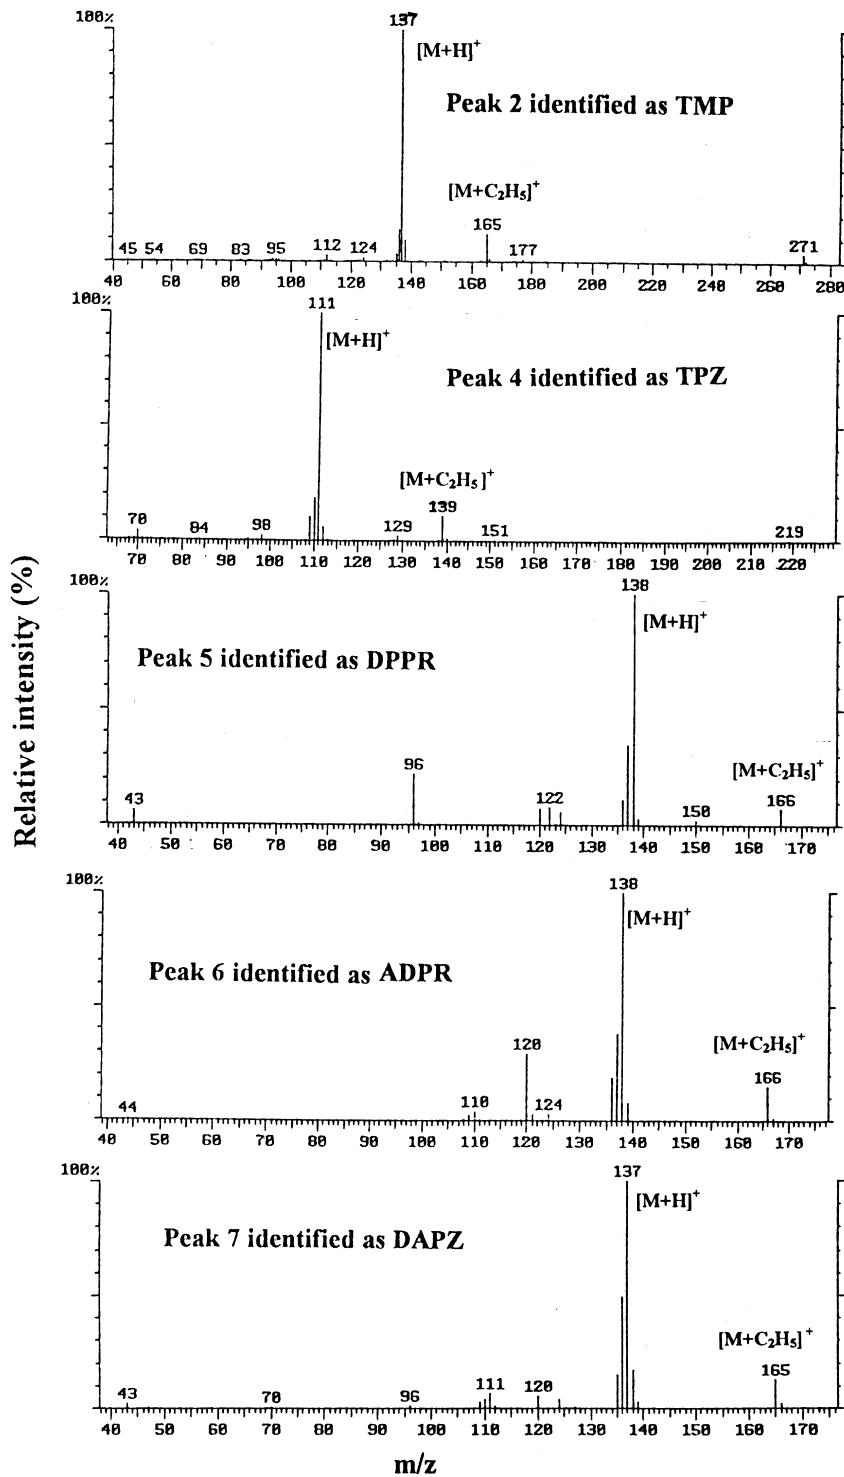 100%
137
[M+H]+
Peak 2 identified as TMP
[M+C2H5]+
165
45 54 69 83 95 112 124 177 271
40 60 80 100 120 140 160 180 200 220 240 260 280
100%
111
[M+H]+
Peak 4 identified as TPZ
[M+C2H5]+
139
70 84 98 129 151 219
70 80 90 100 110 120 130 140 150 160 170 180 190 200 210 220
100%
138
[M+H]+
Peak 5 identified as DPPR
[M+C2H5]+
96
43 122 150 166
40 50 60 70 80 90 100 110 120 130 140 150 160 170
100%
138
[M+H]+
Peak 6 identified as ADPR
[M+C2H5]+
120
166
44 110 124
40 50 60 70 80 90 100 110 120 130 140 150 160 170
100%
137
[M+H]+
Peak 7 identified as DAPZ
[M+C2H5]+
165
43 70 96 111 120
40 50 60 70 80 90 100 110 120 130 140 150 160 170
m/z
Relative intensity (%)